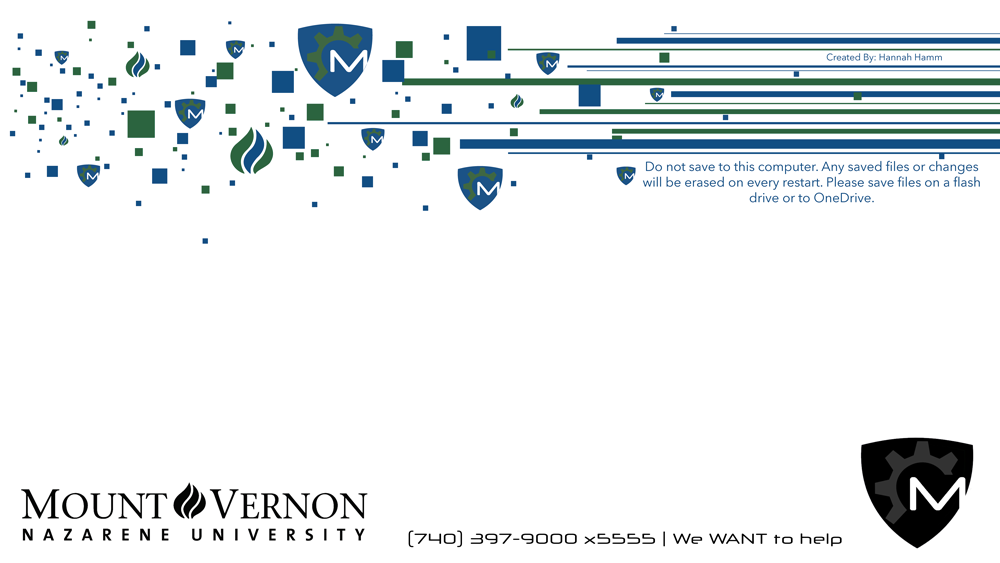 Created By: Hannah Hamm
Do not save to this computer. Any saved files or changes
will be erased on every restart. Please save files on a flash
drive or to OneDrive.
MOUNT VERNON
NAZARENE UNIVERSITY
(740) 397-9000 x5555 | We WANT to help
M